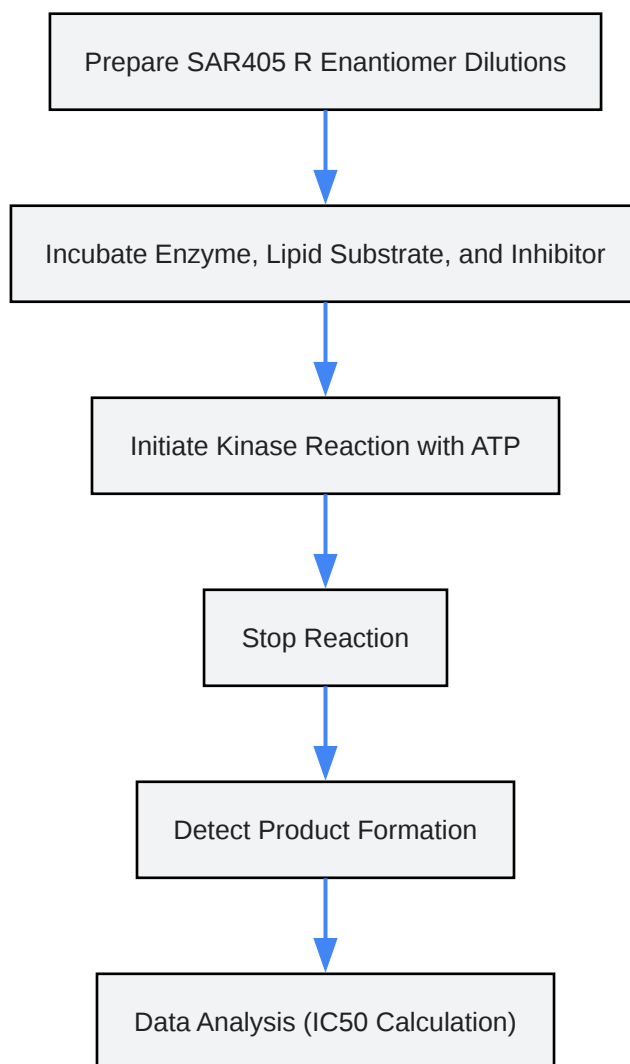 Prepare SAR405 R Enantiomer Dilutions
Incubate Enzyme, Lipid Substrate, and Inhibitor
Initiate Kinase Reaction with ATP
Stop Reaction
Detect Product Formation
Data Analysis (IC50 Calculation)